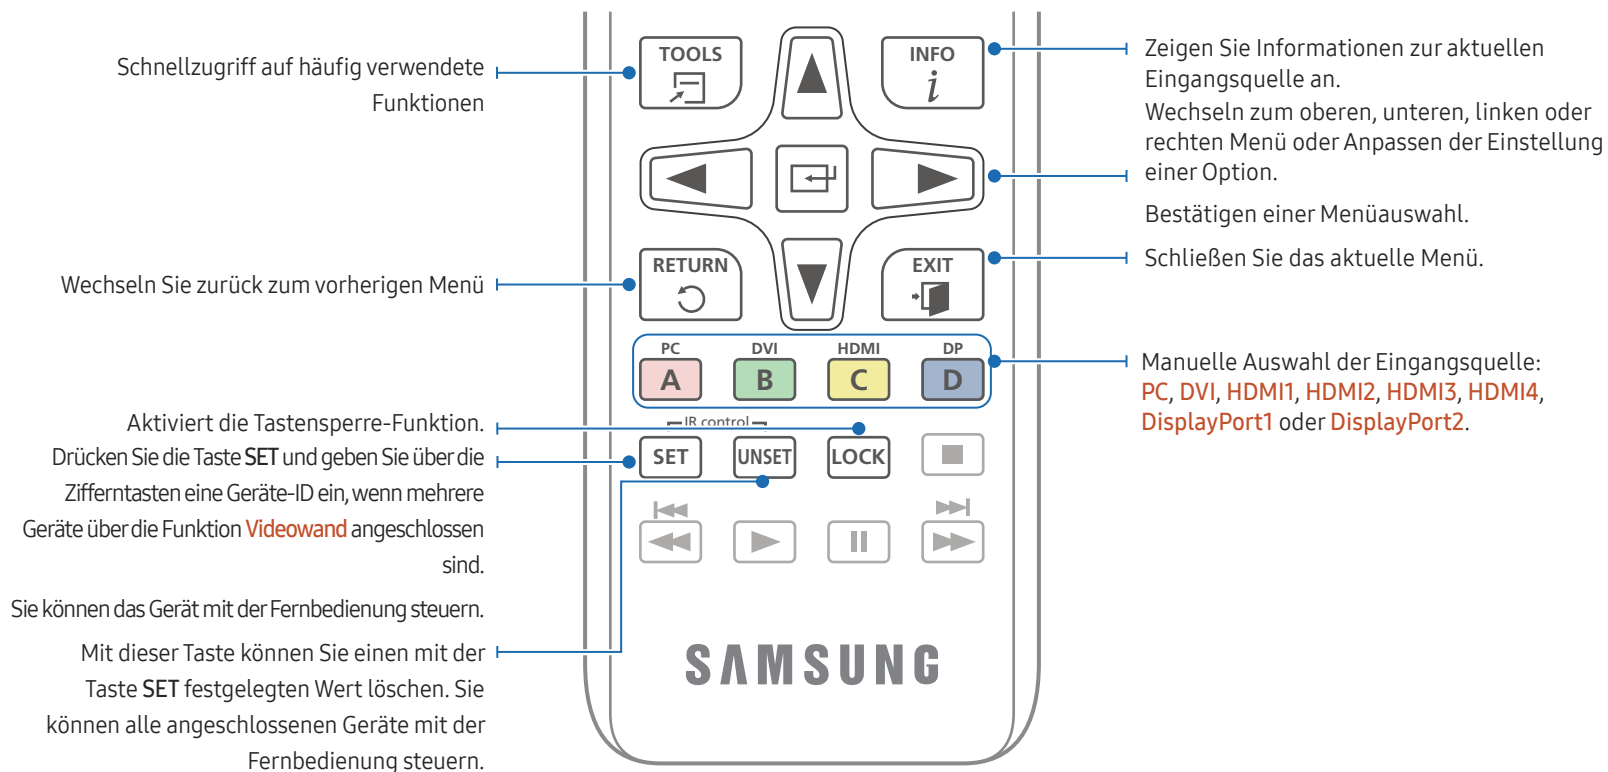 Schnellzugriff auf häufig verwendete
Funktionen
Wechseln Sie zurück zum vorherigen Menü
Aktiviert die Tastensperre-Funktion.
Drücken Sie die Taste SET und geben Sie über die
Zifferntasten eine Geräte-ID ein, wenn mehrere
Geräte über die Funktion Videowand angeschlossen
sind.
Sie können das Gerät mit der Fernbedienung steuern.
Mit dieser Taste können Sie einen mit der
Taste SET festgelegten Wert löschen. Sie
können alle angeschlossenen Geräte mit der
Fernbedienung steuern.
TOOLS
INFO
i
RETURN
EXIT
PC DVI HDMI DP
A B C D
IR control
SET UNSET LOCK
SAMSUNG
Zeigen Sie Informationen zur aktuellen
Eingangsquelle an.
Wechseln zum oberen, unteren, linken oder
rechten Menü oder Anpassen der Einstellung
einer Option.
Bestätigen einer Menüauswahl.
Schließen Sie das aktuelle Menü.
Manuelle Auswahl der Eingangsquelle:
PC, DVI, HDMI1, HDMI2, HDMI3, HDMI4,
DisplayPort1 oder DisplayPort2.